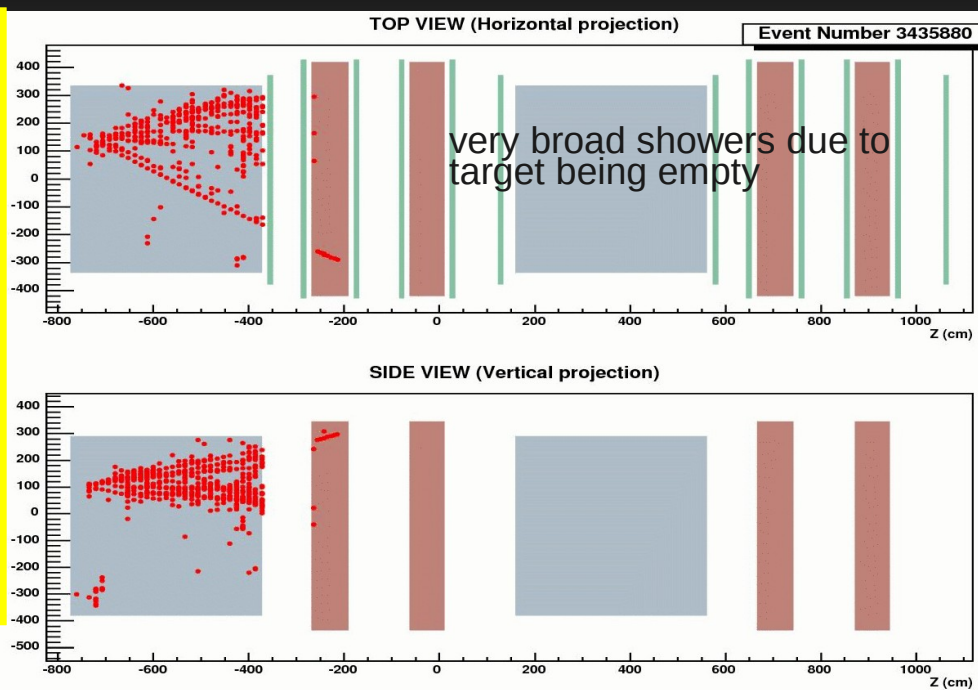 TOP VIEW (Horizontal projection)
Event Number 3435880
400
300
200
100
0
-100
-200
-300
-400
very broad showers due to
target being empty
-800 -600 -400 -200 0 200 400 600 800 1000
Z (cm)
SIDE VIEW (Vertical projection)
400
300
200
100
0
-100
-200
-300
-400
-500
-800 -600 -400 -200 0 200 400 600 800 1000
Z (cm)